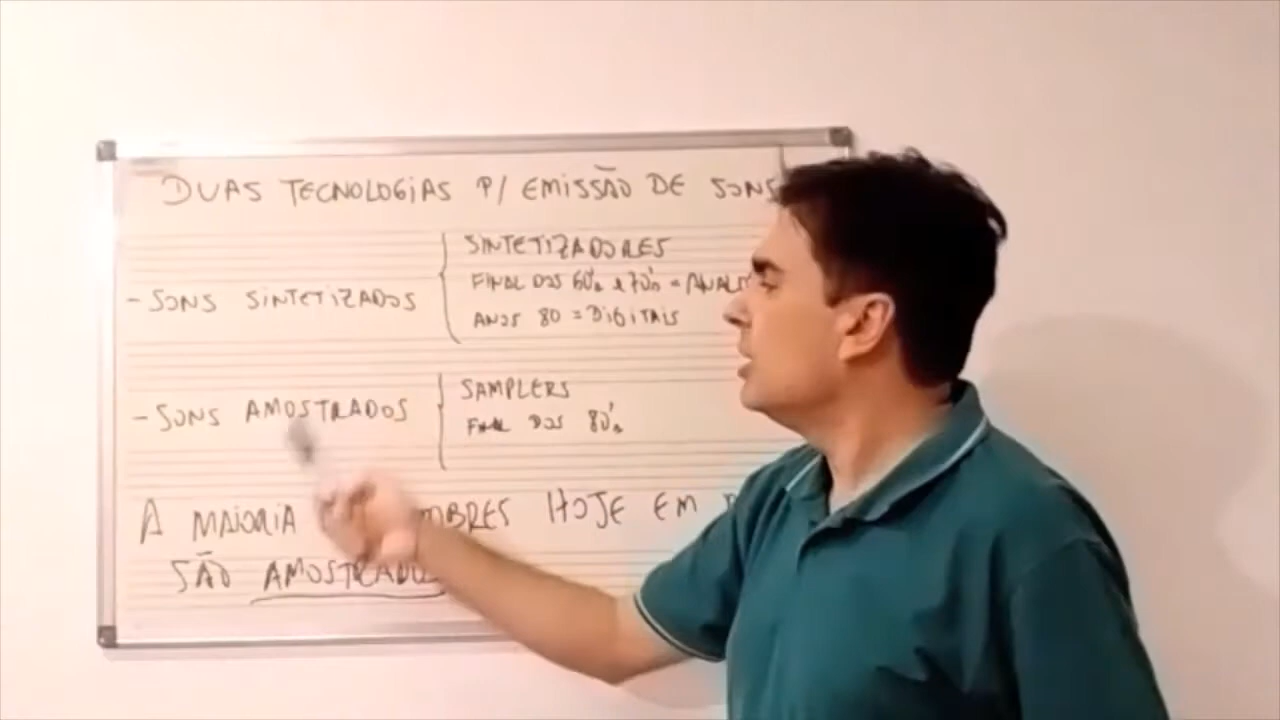 DUAS TECNOLOGIAS P/ EMISSÃO DE SONS
- SONS SINTETIZADOS
SINTETIZADORES
FINAL DOS 60's e 70's =
ANOS 80 = DIGITAIS
- SONS AMOSTRADOS
SAMPLERS
FINAL DOS 80's
A MAIORIA HOJE EM
SÃO AMOSTRADOS